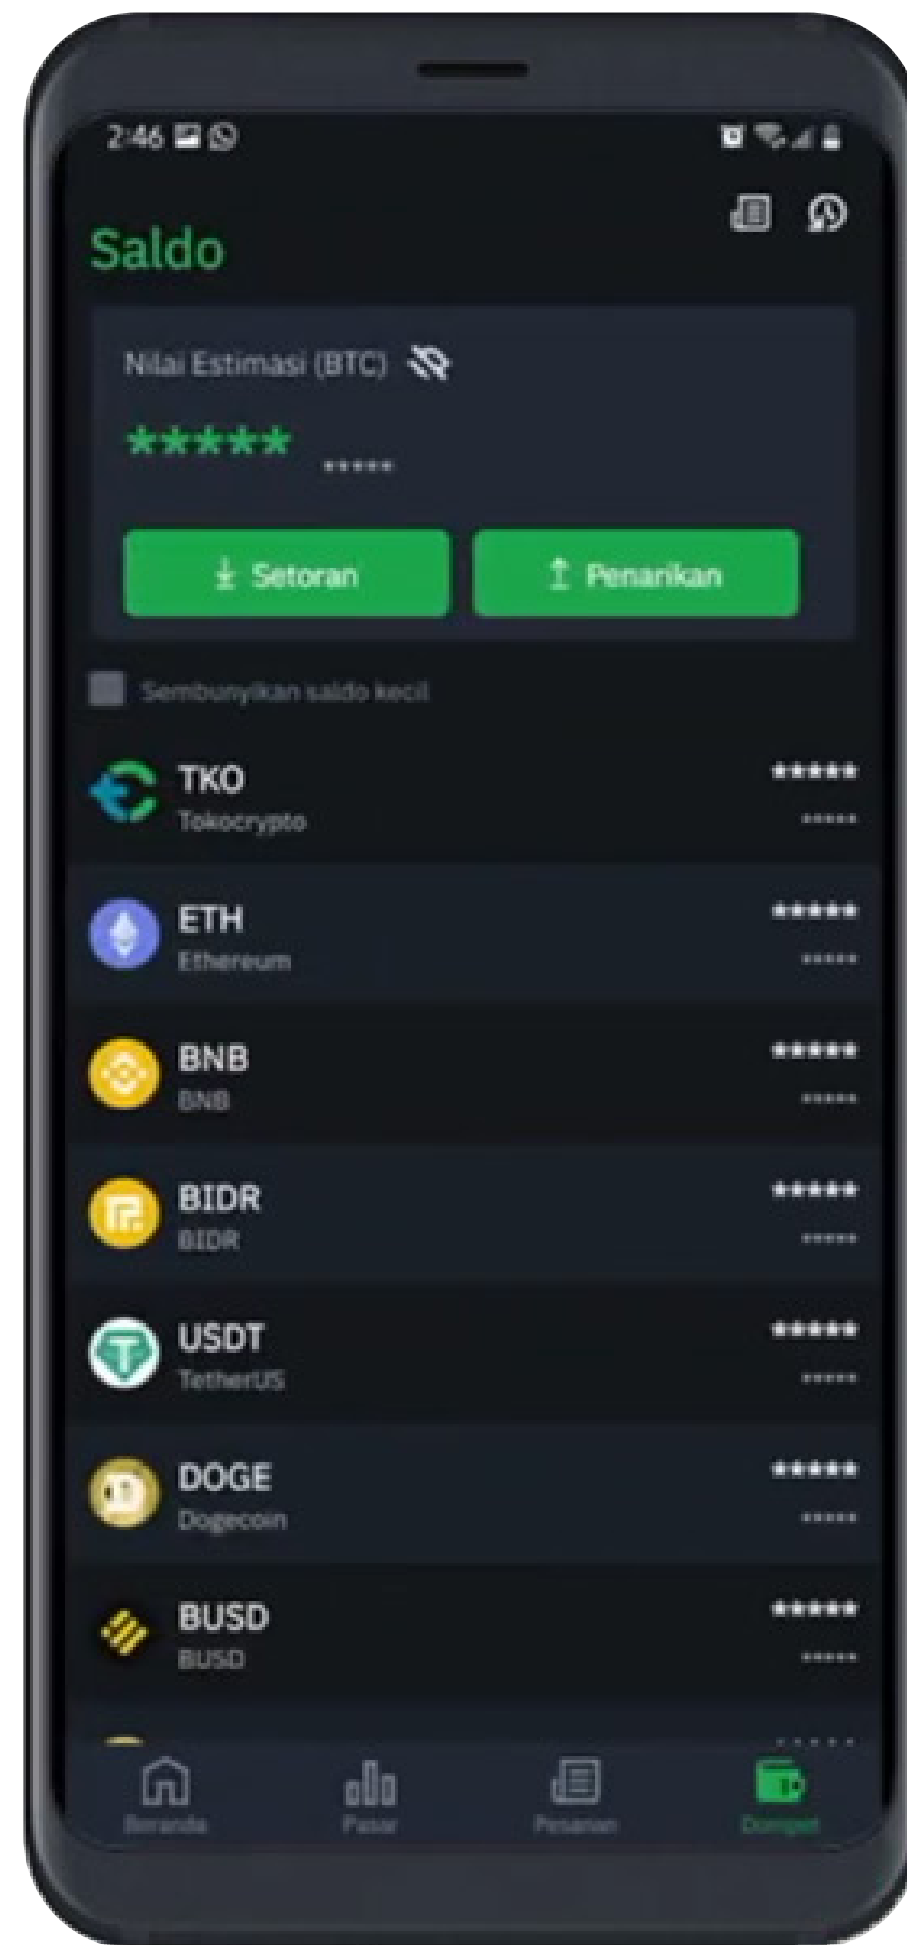 2:46
Saldo
Nilai Estimasi (BTC)
***** *****
Setoran
Penarikan
Sembunyikan saldo kecil
TKO *****
Tokocrypto *****
ETH *****
Ethereum *****
BNB *****
BNB *****
BIDR *****
BIDR *****
USDT *****
TetherUS *****
DOGE *****
Dogecoin *****
BUSD *****
BUSD *****
*****
Beranda
Pasar
Pesanan
Dompet